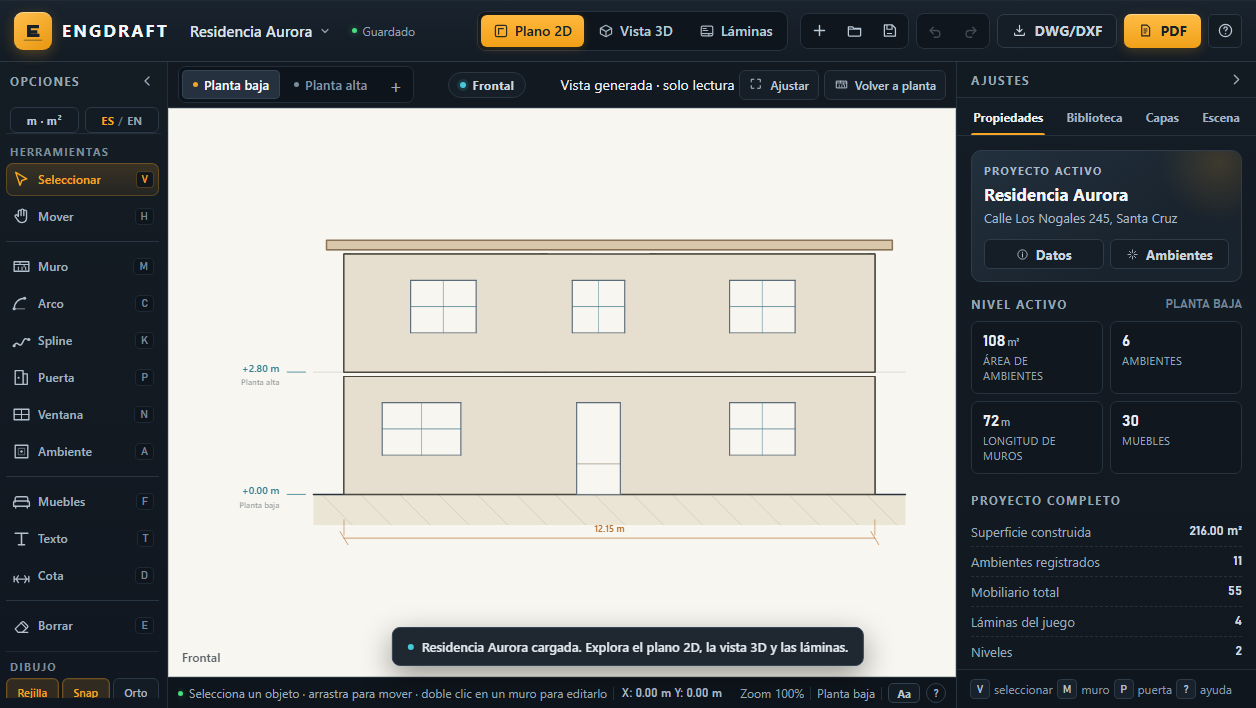 E ENGDRAFT Residencia Aurora Guardado Plano 2D Vista 3D Láminas DWG/DXF PDF
OPCIONES
m · m²
ES / EN
HERRAMIENTAS
Seleccionar V
Mover H
Muro M
Arco C
Spline K
Puerta P
Ventana N
Ambiente A
Muebles F
Texto T
Cota D
Borrar E
DIBUJO
Rejilla Snap Orto
Planta baja Planta alta + Frontal Vista generada · solo lectura Ajustar Volver a planta
+2.80 m
Planta alta
+0.00 m
Planta baja
12.15 m
Frontal
Residencia Aurora cargada. Explora el plano 2D, la vista 3D y las láminas.
Selecciona un objeto · arrastra para mover · doble clic en un muro para editarlo X: 0.00 m Y: 0.00 m Zoom 100% Planta baja Aa ?
AJUSTES
Propiedades Biblioteca Capas Escena
PROYECTO ACTIVO
Residencia Aurora
Calle Los Nogales 245, Santa Cruz
Datos Ambientes
NIVEL ACTIVO PLANTA BAJA
108 m²
ÁREA DE
AMBIENTES
6
AMBIENTES
72 m
LONGITUD DE
MUROS
30
MUEBLES
PROYECTO COMPLETO
Superficie construida 216.00 m²
Ambientes registrados 11
Mobiliario total 55
Láminas del juego 4
Niveles 2
V seleccionar M muro P puerta ? ayuda